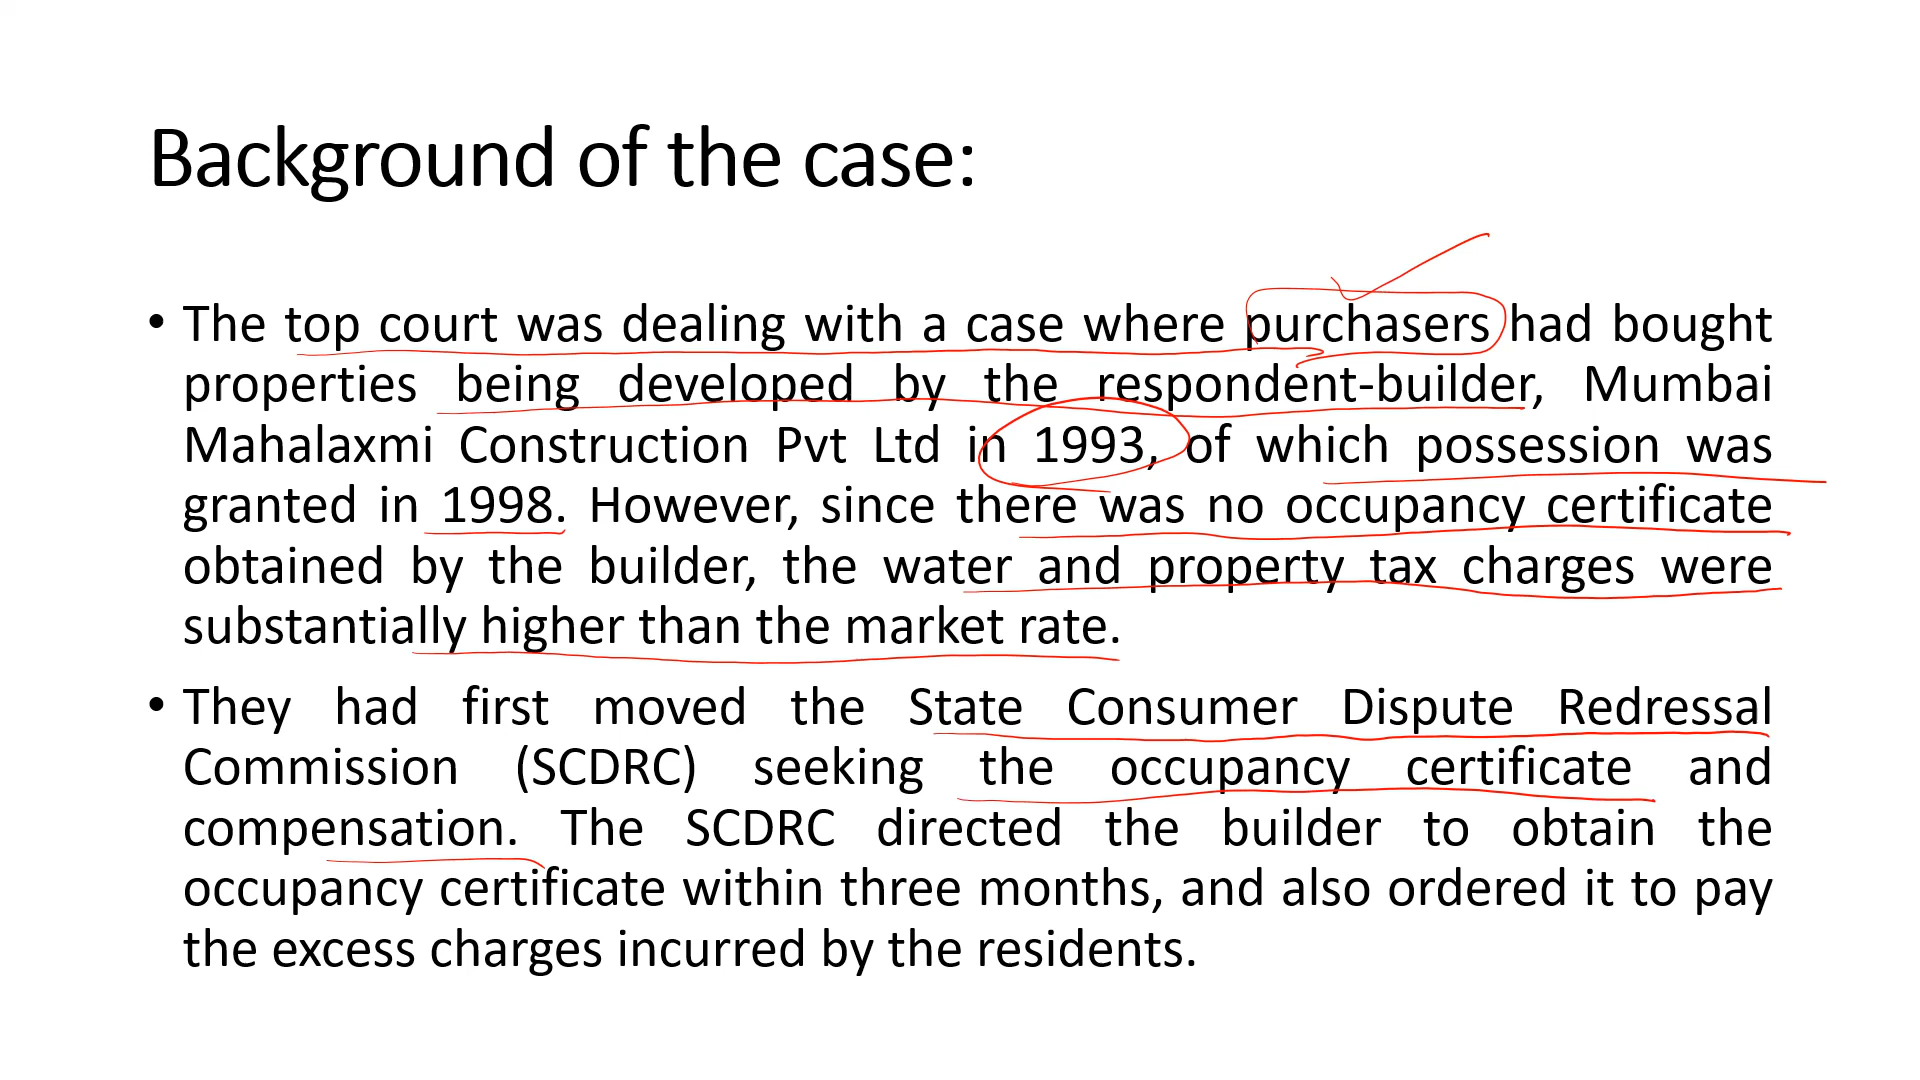 Background of the case:
• The top court was dealing with a case where purchasers had bought
properties being developed by the respondent-builder, Mumbai
Mahalaxmi Construction Pvt Ltd in 1993, of which possession was
granted in 1998. However, since there was no occupancy certificate
obtained by the builder, the water and property tax charges were
substantially higher than the market rate.
• They had first moved the State Consumer Dispute Redressal
Commission (SCDRC) seeking the occupancy certificate and
compensation. The SCDRC directed the builder to obtain the
occupancy certificate within three months, and also ordered it to pay
the excess charges incurred by the residents.